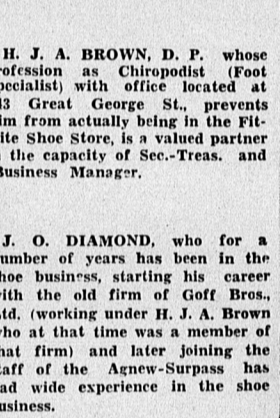 H. J. A. BROWN, D. P. whose
rofession as Chiropodist (Foot
pecialist) with office located at
43 Great George St., prevents
im from actually being in the Fit-
ite Shoe Store, is a valued partner
the capacity of Sec.-Treas. and
Business Manager.
J. O. DIAMOND, who for a
umber of years has been in the
hoe business, starting his career
ith the old firm of Goff Bros.,
td. (working under H. J. A. Brown
ho at that time was a member of
hat firm) and later joining the
taff of the Agnew-Surpass has
ad wide experience in the shoe
usiness.